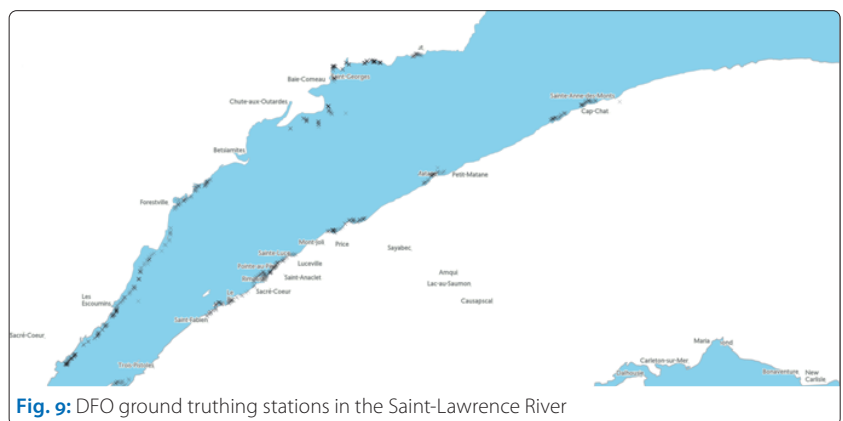 Baie-Comeau
Saint-Georges
Chute-aux-Outardes
Sainte-Anne-des-Monts
Cap-Chat
Betsiamites
Petit-Matane
Forestville
Mont-Joli
Price
Sayabec
Sainte-Luce
Luceville
Pointe-au-Père
Amqui
Saint-Anaclet
Lac-au-Saumon
Sacré-Coeur
Les
Escoumins
Causapscal
Saint-Fabien
Sacré-Coeur
Trois-Pistoles
Maria
Carleton-sur-Mer
Dalhousie
Bonaventure
New
Carlisle
Fig. 9: DFO ground truthing stations in the Saint-Lawrence River